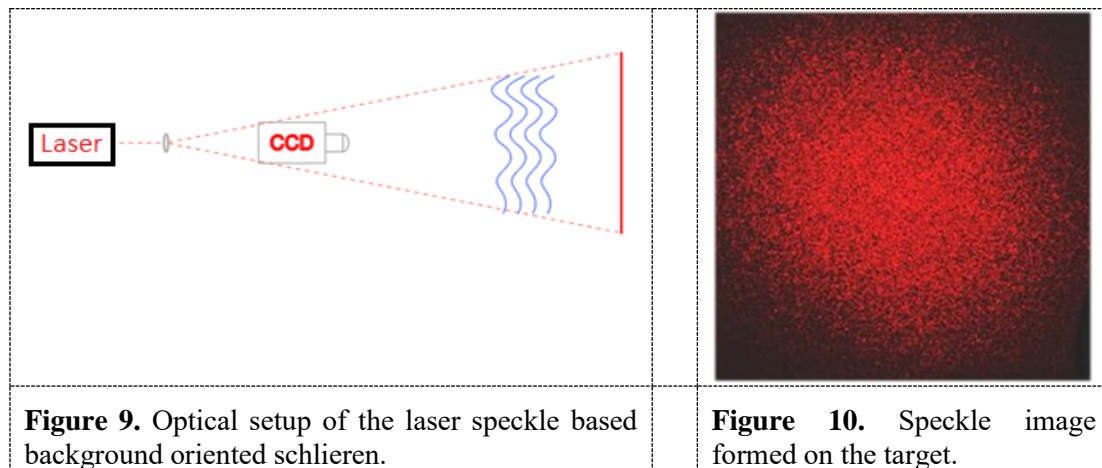 Laser
CCD
Figure 9. Optical setup of the laser speckle based
background oriented schlieren.
Figure 10. Speckle image
formed on the target.